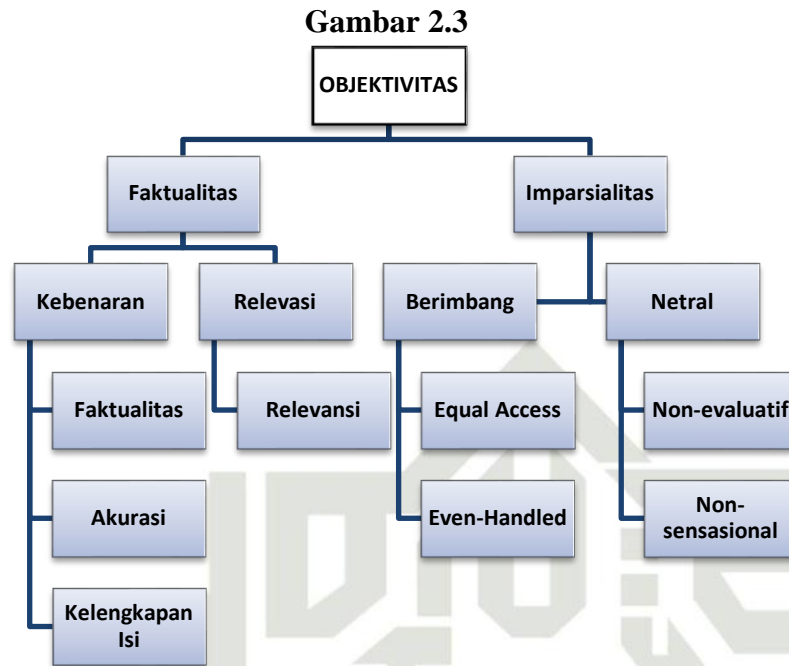 Gambar 2.3
OBJEKTIVITAS
Faktualitas
Imparsialitas
Kebenaran
Relevasi
Berimbang
Netral
Faktualitas
Relevansi
Equal Access
Non-evaluatif
Akurasi
Even-Handled
Non-
sensasional
Kelengkapan
Isi